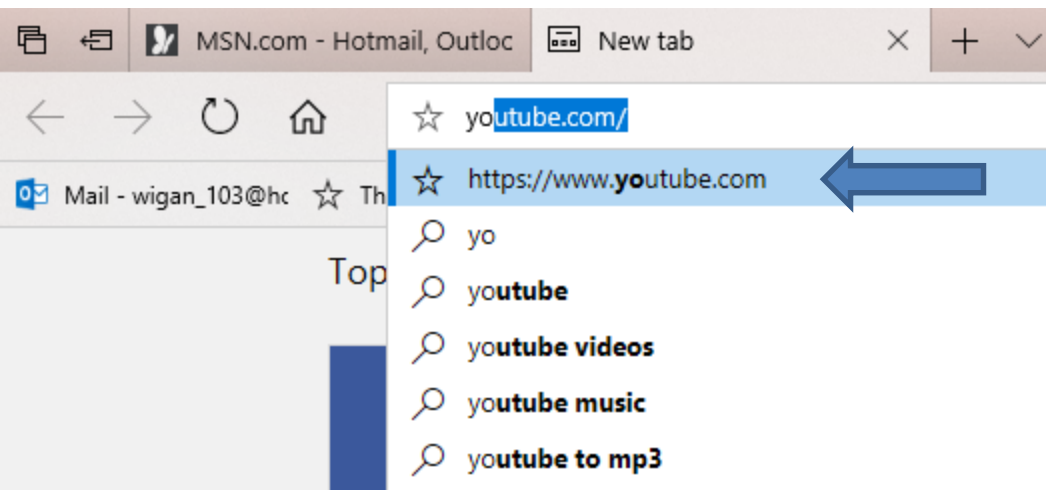 MSN.com - Hotmail, Outloc
New tab
youtube.com/
https://www.youtube.com
Mail - wigan_103@hc Th
yo
Top
youtube
youtube videos
youtube music
youtube to mp3